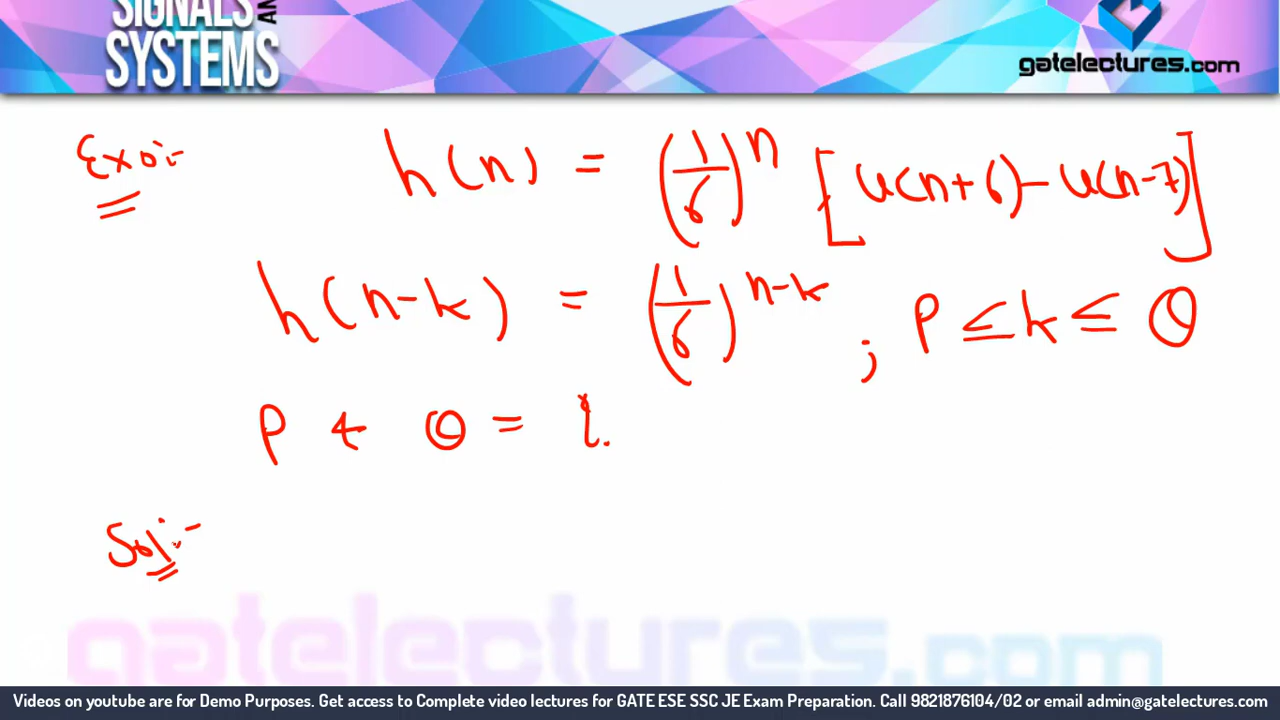 SIGNALS AND
SYSTEMS
gatelectures.com
Ex:-
h(n) = (1/6)^n [u(n+6) - u(n-7)]
h(n-k) = (1/6)^{n-k} ; P ≤ k ≤ Q
P & Q = ?
Sol:-
gatelectures.com
Videos on youtube are for Demo Purposes. Get access to Complete video lectures for GATE ESE SSC JE Exam Preparation. Call 9821876104/02 or email admin@gatelectures.com